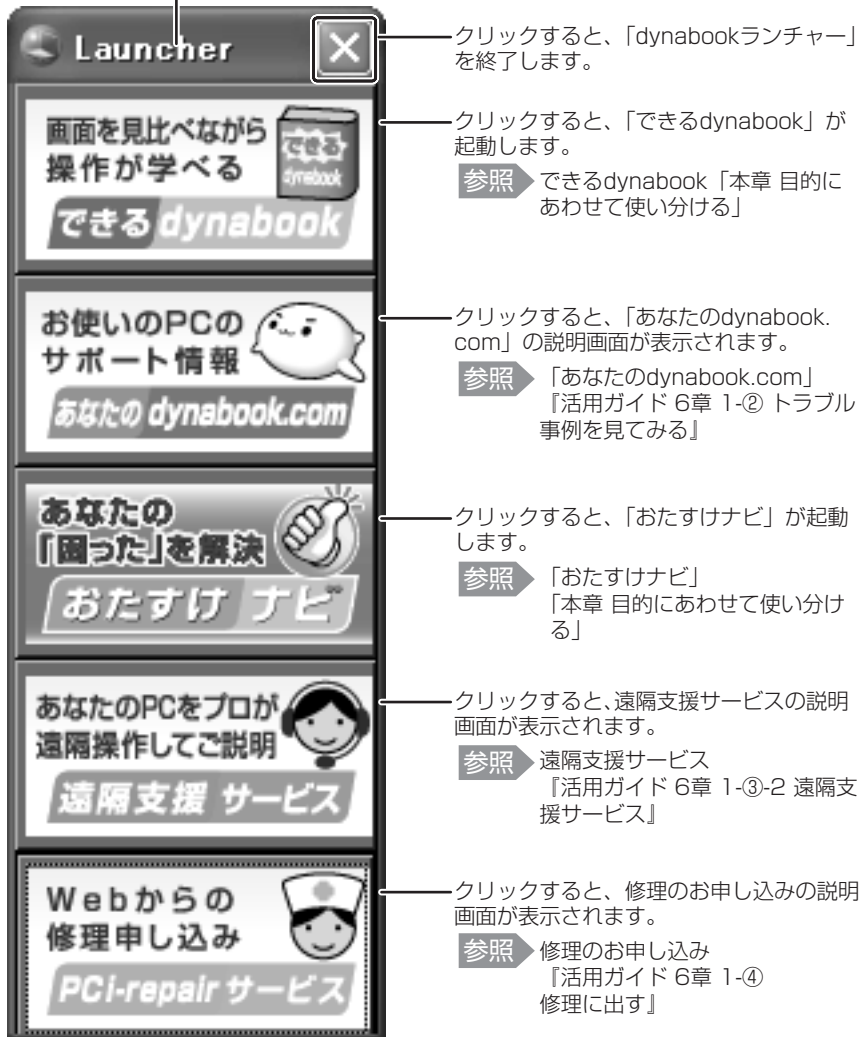 Launcher
クリックすると、「dynabookランチャー」
を終了します。
画面を見比べながら
操作が学べる
できる
dynabook
できるdynabook
クリックすると、「できるdynabook」が
起動します。
参照 できるdynabook「本章 目的に
あわせて使い分ける」
お使いのPCの
サポート情報
あなたの dynabook.com
クリックすると、「あなたのdynabook.
com」の説明画面が表示されます。
参照 「あなたのdynabook.com」
『活用ガイド 6章 1-② トラブル
事例を見てみる』
あなたの
「困った」を解決
おたすけナビ
クリックすると、「おたすけナビ」が起動
します。
参照 「おたすけナビ」
「本章 目的にあわせて使い分け
る」
あなたのPCをプロが
遠隔操作してご説明
遠隔支援 サービス
クリックすると、遠隔支援サービスの説明
画面が表示されます。
参照 遠隔支援サービス
『活用ガイド 6章 1-③-2 遠隔支
援サービス』
Webからの
修理申し込み
PCi-repair サービス
クリックすると、修理のお申し込みの説明
画面が表示されます。
参照 修理のお申し込み
『活用ガイド 6章 1-④
修理に出す』